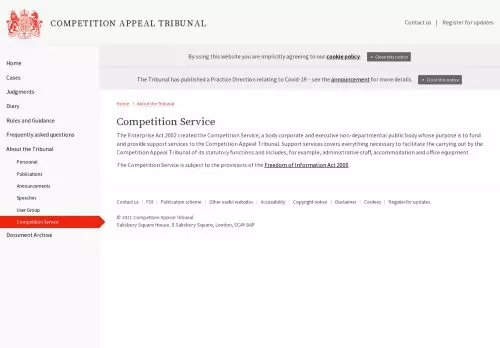 COMPETITION APPEAL TRIBUNAL
Contact us | Register for updates
By using this website you are implicitly agreeing to our cookie policy. × Close this notice
The Tribunal has published a Practice Direction relating to Covid-19 – see the announcement for more details. × Close this notice
Home
Cases
Judgments
Diary
Rules and Guidance
Frequently asked questions
About the Tribunal
Personnel
Publications
Announcements
Speeches
User Group
Competition Service
Document Archive
Home › About the Tribunal
Competition Service
The Enterprise Act 2002 created the Competition Service, a body corporate and executive non-departmental public body whose purpose is to fund
and provide support services to the Competition Appeal Tribunal. Support services covers everything necessary to facilitate the carrying out by the
Competition Appeal Tribunal of its statutory functions and includes, for example, administrative staff, accommodation and office equipment.
The Competition Service is subject to the provisions of the Freedom of Information Act 2000.
Contact us | FOI | Publication scheme | Other useful websites | Accessibility | Copyright notice | Disclaimer | Cookies | Register for updates
© 2021 Competition Appeal Tribunal
Salisbury Square House, 8 Salisbury Square, London, EC4Y 8AP